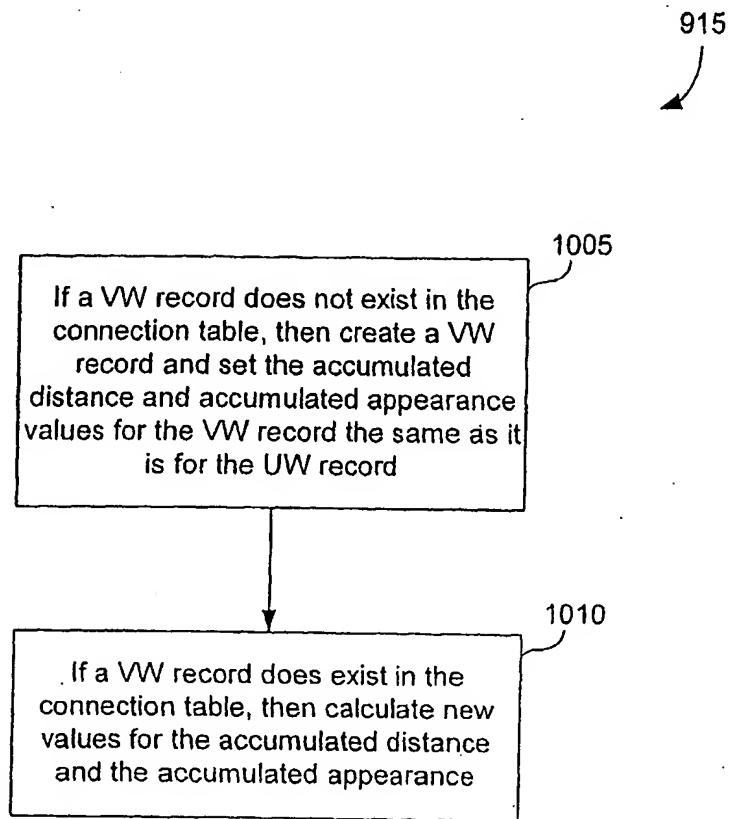 915
1005
If a VW record does not exist in the
connection table, then create a VW
record and set the accumulated
distance and accumulated appearance
values for the VW record the same as it
is for the UW record
1010
If a VW record does exist in the
connection table, then calculate new
values for the accumulated distance
and the accumulated appearance